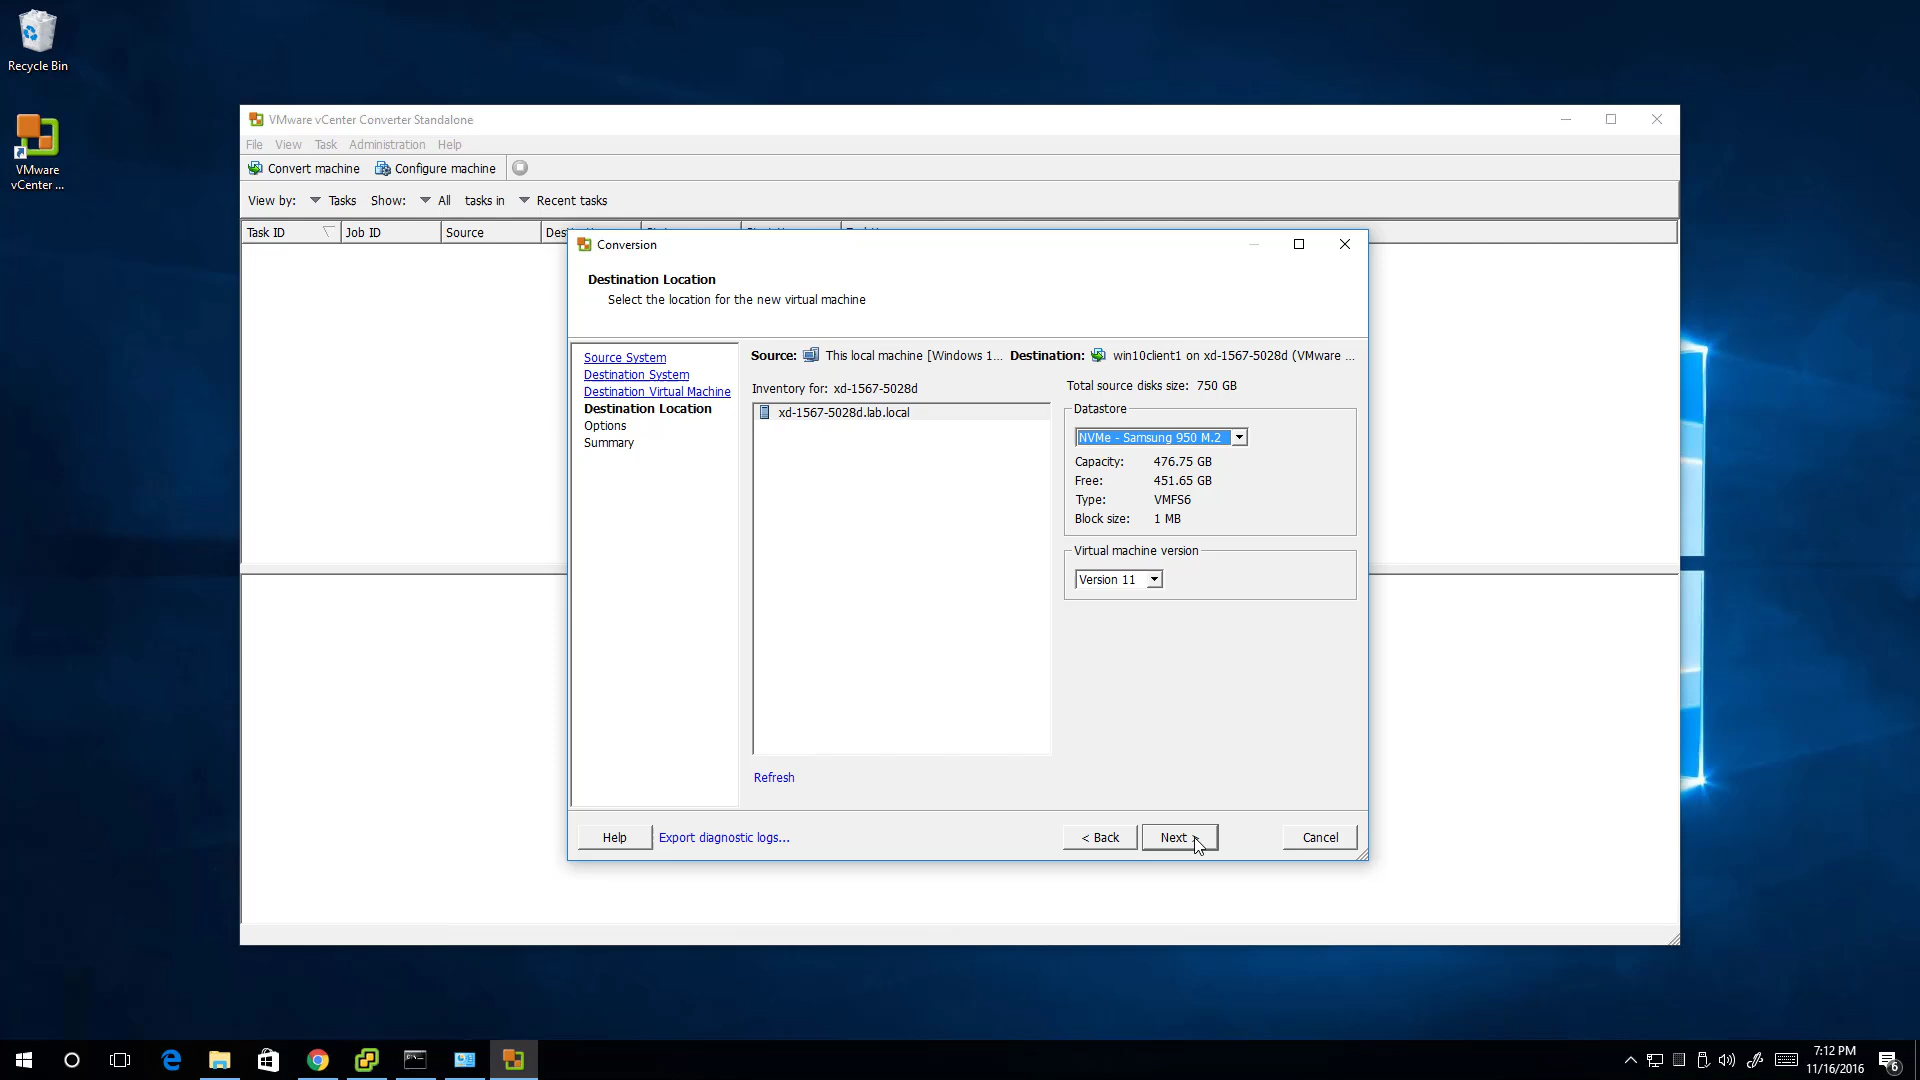 Recycle Bin
VMware
vCenter ...
VMware vCenter Converter Standalone
File View Task Administration Help
Convert machine Configure machine
View by: Tasks Show: All tasks in Recent tasks
Task ID Job ID Source
Conversion
Destination Location
Select the location for the new virtual machine
Source System
Destination System
Destination Virtual Machine
Destination Location
Options
Summary
Source: This local machine [Windows 1... Destination: win10client1 on xd-1567-5028d (VMware ...
Inventory for: xd-1567-5028d
xd-1567-5028d.lab.local
Refresh
Total source disks size: 750 GB
Datastore
NVMe - Samsung 950 M.2
Capacity: 476.75 GB
Free: 451.65 GB
Type: VMFS6
Block size: 1 MB
Virtual machine version
Version 11
Help Export diagnostic logs... < Back Next > Cancel
7:12 PM
11/16/2016
6